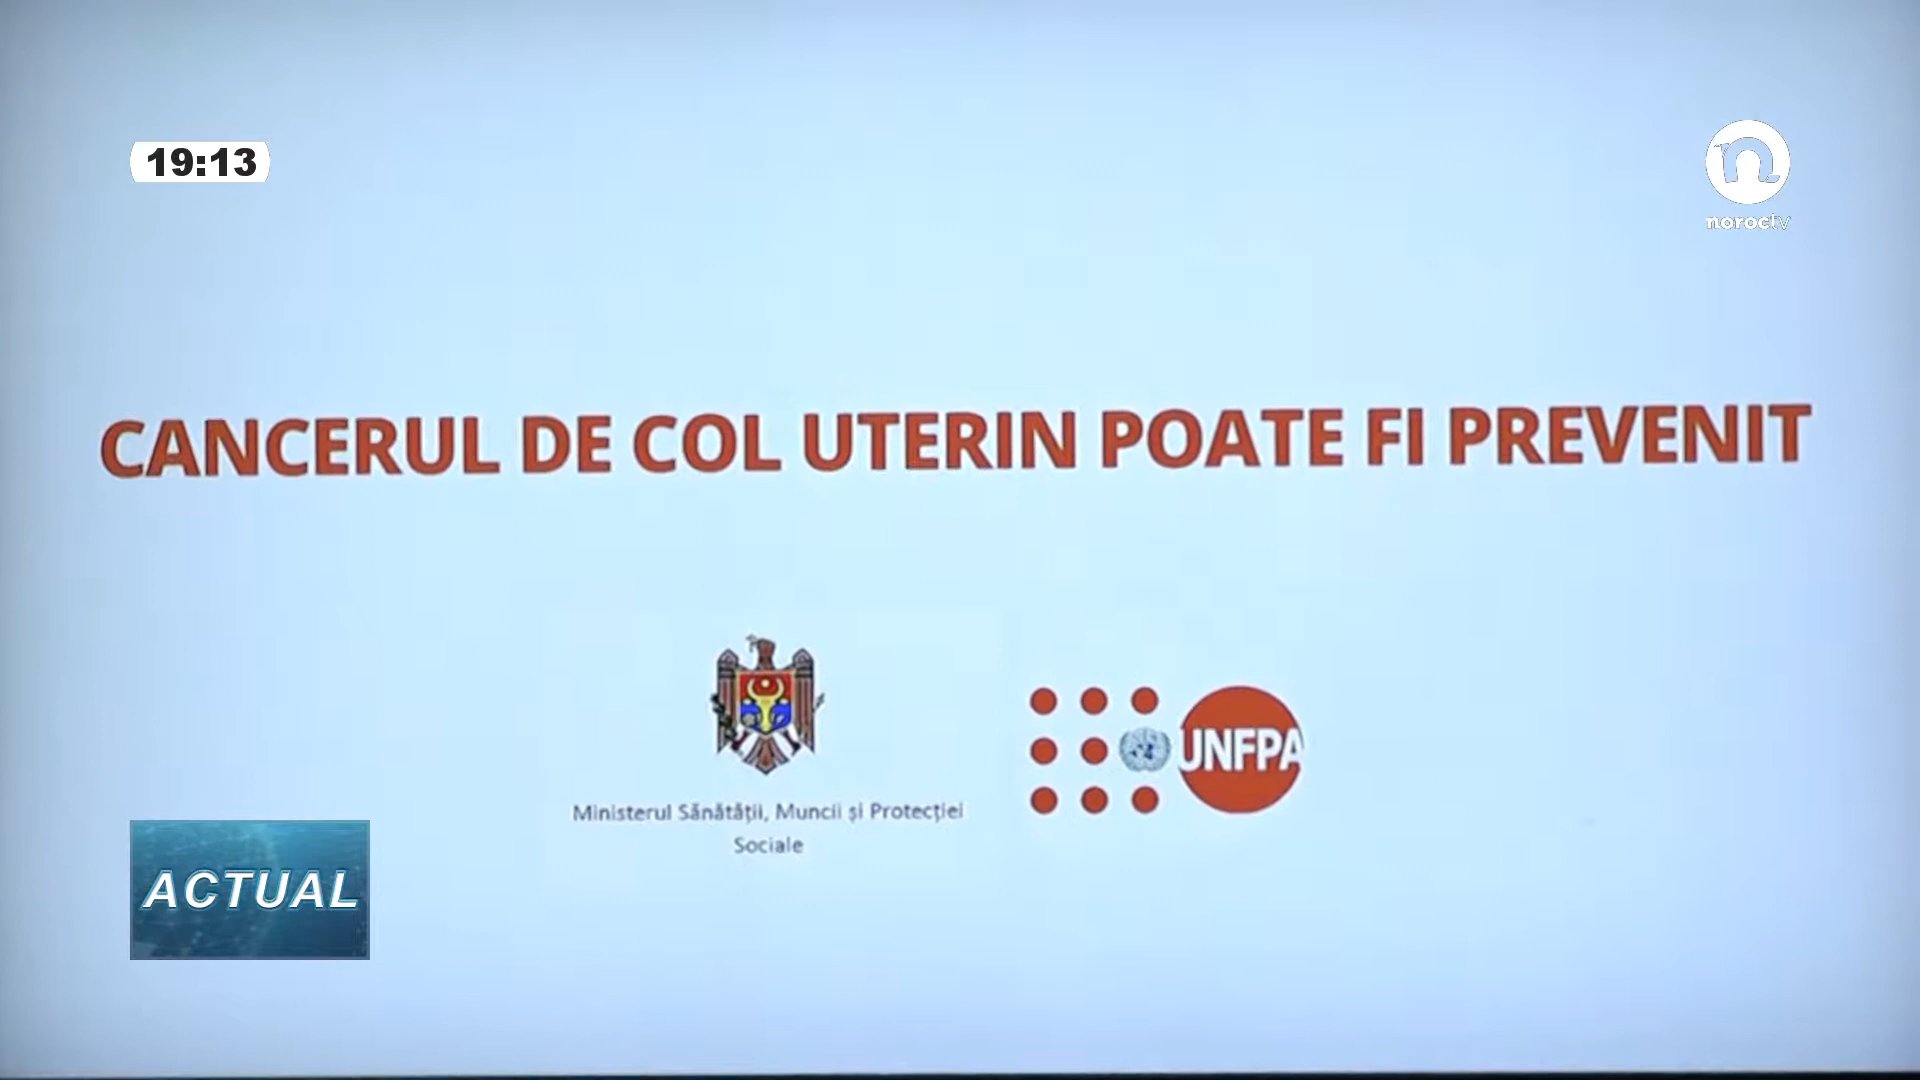 19:13
noroctv
CANCERUL DE COL UTERIN POATE FI PREVENIT
UNFPA
Ministerul Sănătății, Muncii și Protecției
Sociale
ACTUAL